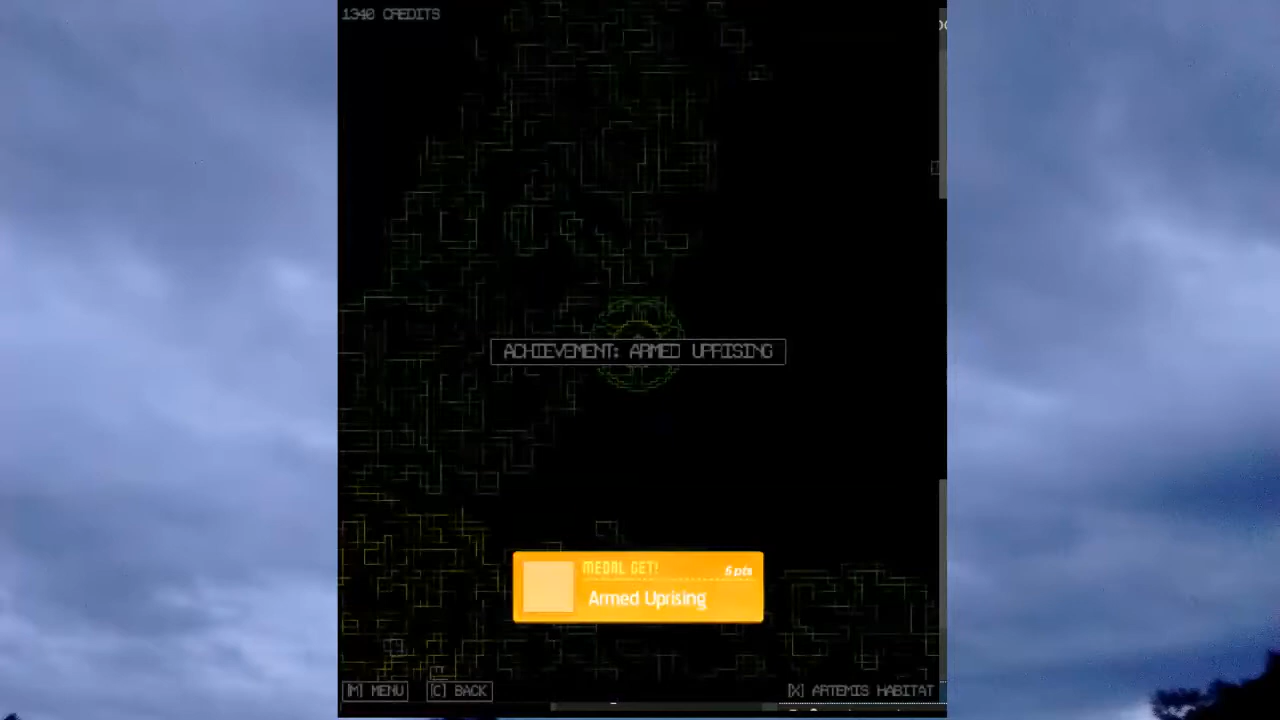 1340 CREDITS
ACHIEVEMENT: ARMED UPRISING
MEDAL GET!
5 pts
Armed Uprising
[M] MENU
[C] BACK
[X] ARTEMIS HABITAT